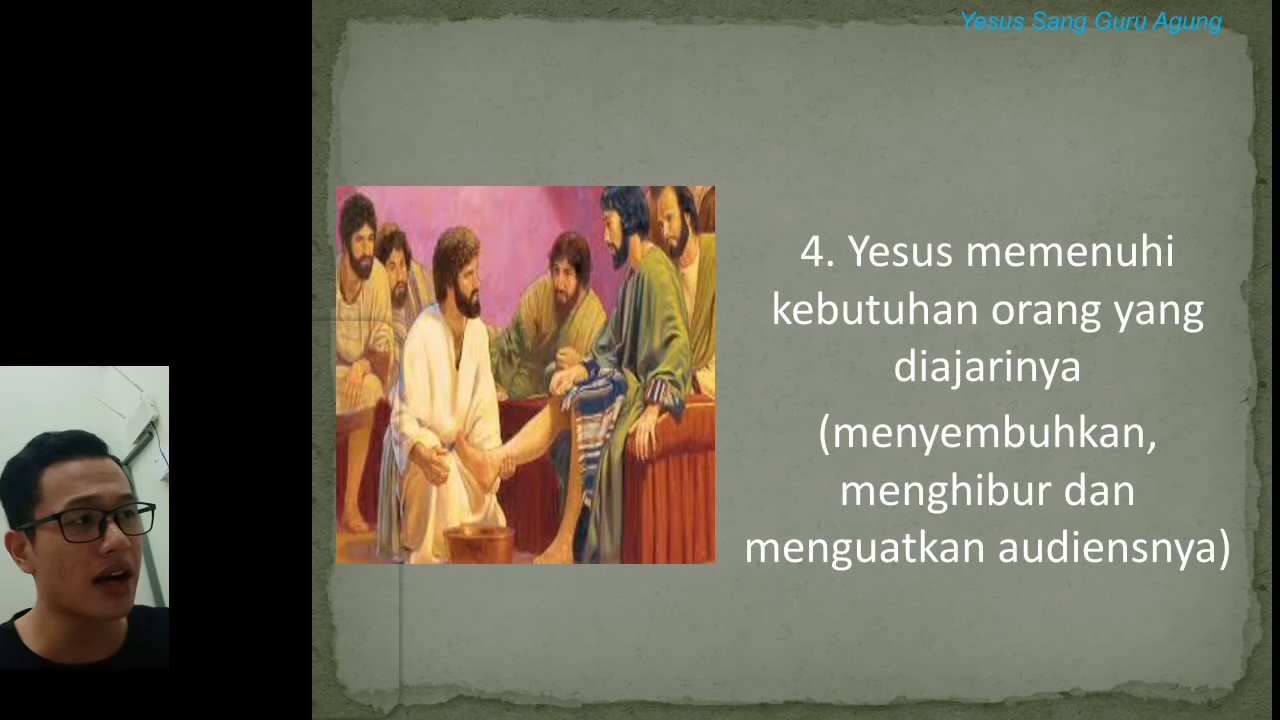 Yesus Sang Guru Agung
4. Yesus memenuhi
kebutuhan orang yang
diajarinya
(menyembuhkan,
menghibur dan
menguatkan audiensnya)